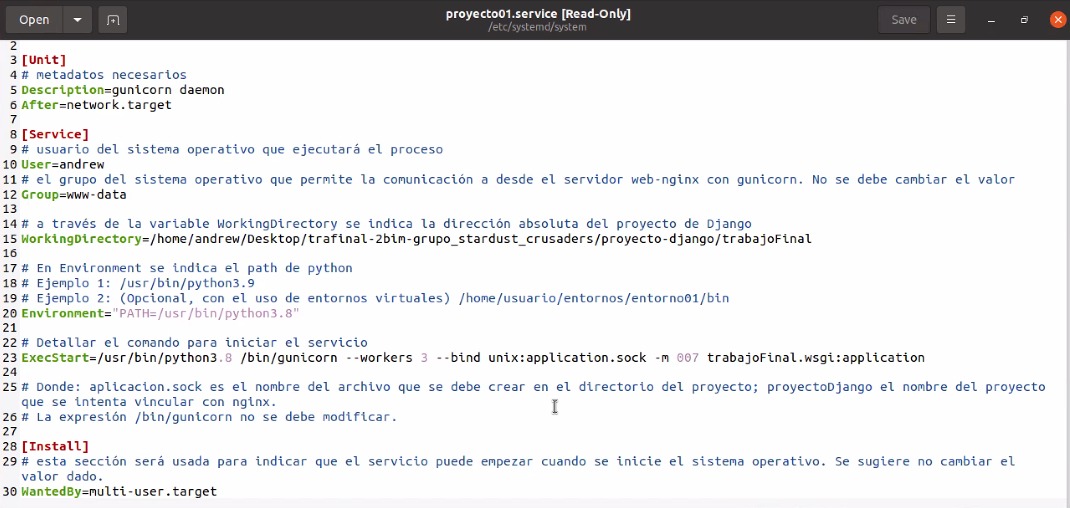 Open
proyecto01.service [Read-Only]
/etc/systemd/system
Save
2
3 [Unit]
4 # metadatos necesarios
5 Description=gunicorn daemon
6 After=network.target
7
8 [Service]
9 # usuario del sistema operativo que ejecutará el proceso
10 User=andrew
11 # el grupo del sistema operativo que permite la comunicación a desde el servidor web-nginx con gunicorn. No se debe cambiar el valor
12 Group=www-data
13
14 # a través de la variable WorkingDirectory se indica la dirección absoluta del proyecto de Django
15 WorkingDirectory=/home/andrew/Desktop/trafinal-2bim-grupo_stardust_crusaders/proyecto-django/trabajoFinal
16
17 # En Environment se indica el path de python
18 # Ejemplo 1: /usr/bin/python3.9
19 # Ejemplo 2: (Opcional, con el uso de entornos virtuales) /home/usuario/entornos/entorno01/bin
20 Environment="PATH=/usr/bin/python3.8"
21
22 # Detallar el comando para iniciar el servicio
23 ExecStart=/usr/bin/python3.8 /bin/gunicorn --workers 3 --bind unix:application.sock -m 007 trabajoFinal.wsgi:application
24
25 # Donde: aplicacion.sock es el nombre del archivo que se debe crear en el directorio del proyecto; proyectoDjango el nombre del proyecto
que se intenta vincular con nginx.
26 # La expresión /bin/gunicorn no se debe modificar.
27
28 [Install]
29 # esta sección será usada para indicar que el servicio puede empezar cuando se inicie el sistema operativo. Se sugiere no cambiar el
valor dado.
30 WantedBy=multi-user.target